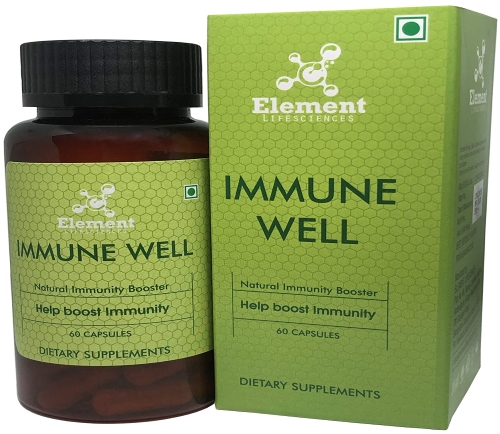 Element
LIFESCIENCES
IMMUNE WELL
Natural Immunity Booster
Help boost Immunity
60 CAPSULES
DIETARY SUPPLEMENTS
Element
LIFESCIENCES
IMMUNE
WELL
Natural Immunity Booster
Help boost Immunity
60 CAPSULES
DIETARY SUPPLEMENTS